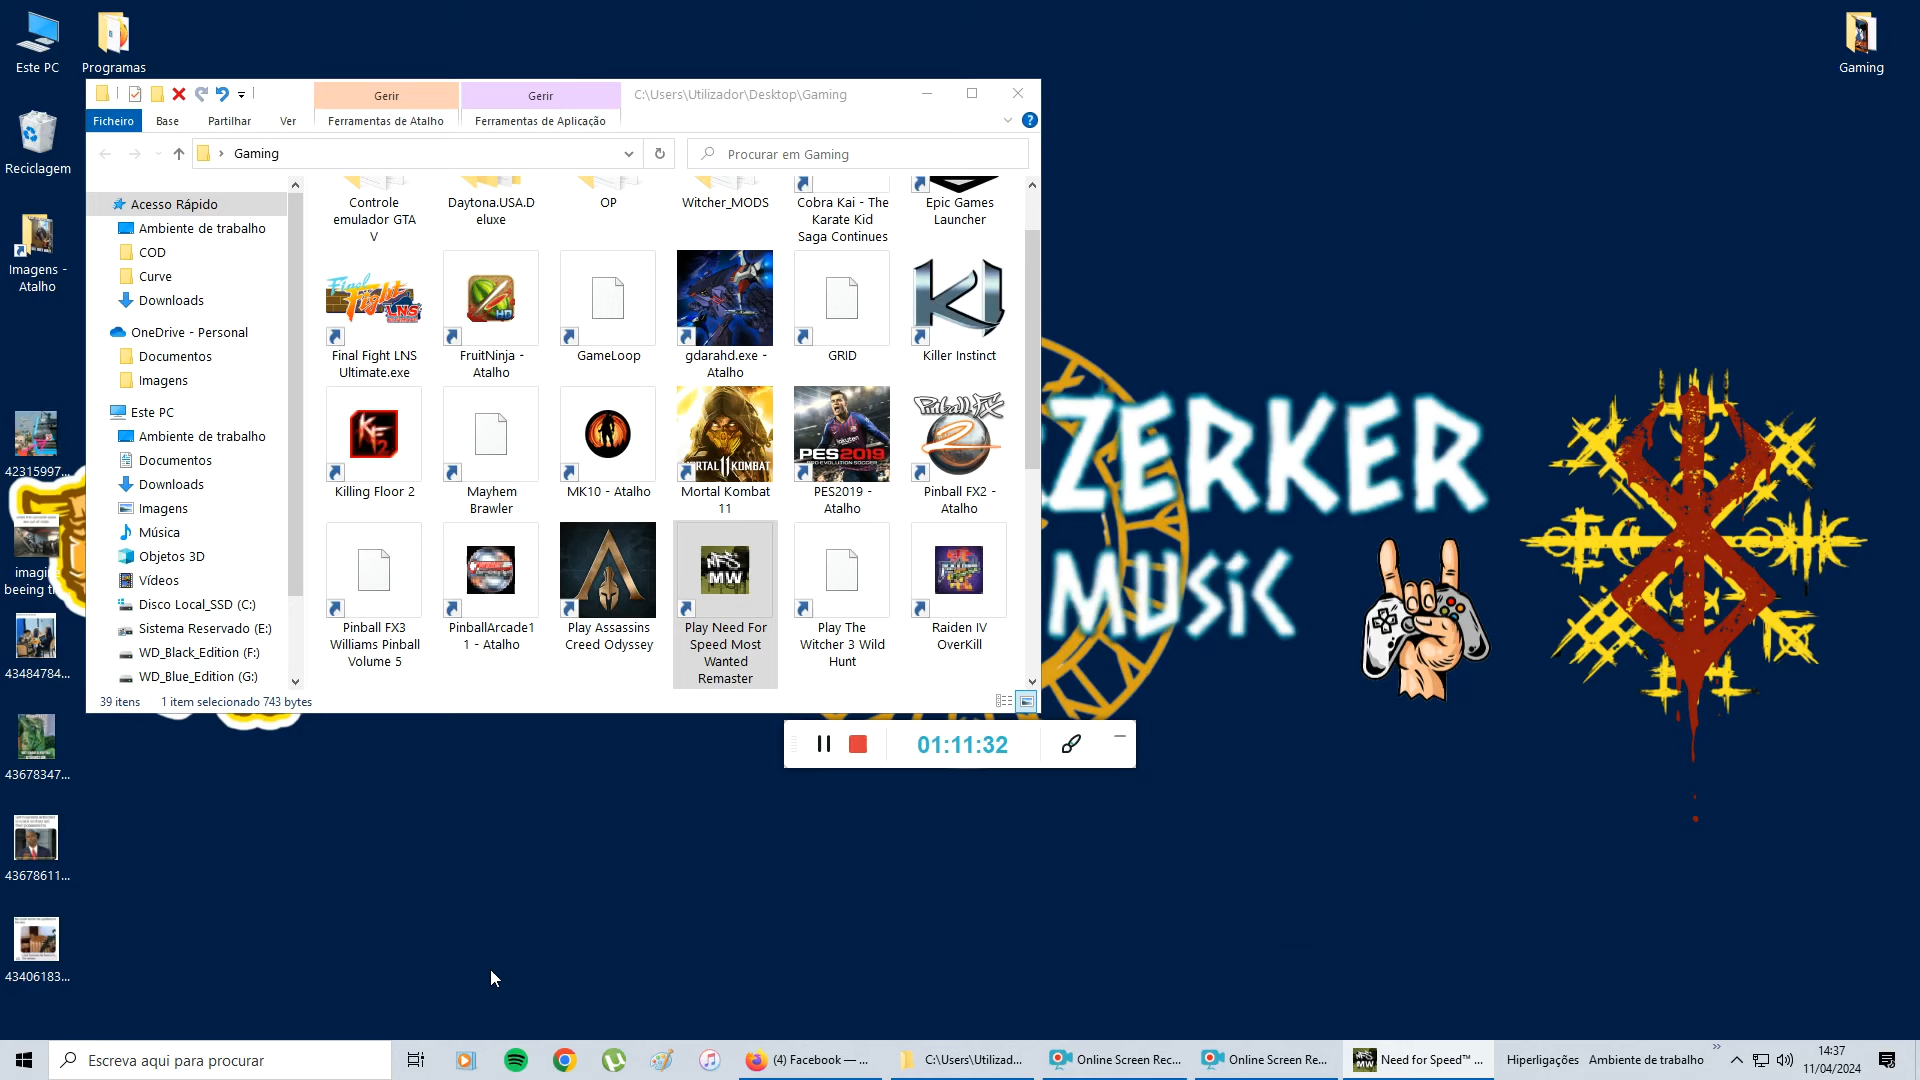 Este PC
Programas
Gaming
Reciclagem
Imagens -
Atalho
42315997...
imagi
beeing t
43484784...
43678347...
43678611...
43406183...
Gerir
Gerir
C:\Users\Utilizador\Desktop\Gaming
Ficheiro
Base
Partilhar
Ver
Ferramentas de Atalho
Ferramentas de Aplicação
Gaming
Procurar em Gaming
Acesso Rápido
Ambiente de trabalho
COD
Curve
Downloads
OneDrive - Personal
Documentos
Imagens
Este PC
Ambiente de trabalho
Documentos
Downloads
Imagens
Música
Objetos 3D
Vídeos
Disco Local_SSD (C:)
Sistema Reservado (E:)
WD_Black_Edition (F:)
WD_Blue_Edition (G:)
Controle
emulador GTA
V
Daytona.USA.D
eluxe
OP
Witcher_MODS
Cobra Kai - The
Karate Kid
Saga Continues
Epic Games
Launcher
Final Fight LNS
Ultimate.exe
FruitNinja -
Atalho
GameLoop
gdarahd.exe -
Atalho
GRID
Killer Instinct
Killing Floor 2
Mayhem
Brawler
MK10 - Atalho
Mortal Kombat
11
PES2019 -
Atalho
Pinball FX2 -
Atalho
Pinball FX3
Williams Pinball
Volume 5
PinballArcade1
1 - Atalho
Play Assassins
Creed Odyssey
Play Need For
Speed Most
Wanted
Remaster
Play The
Witcher 3 Wild
Hunt
Raiden IV
OverKill
39 itens
1 item selecionado 743 bytes
ZERKER
MUSIC
01:11:32
Escreva aqui para procurar
(4) Facebook — ...
C:\Users\Utilizad...
Online Screen Rec...
Online Screen Re...
Need for Speed™ ...
Hiperligações
Ambiente de trabalho
14:37
11/04/2024